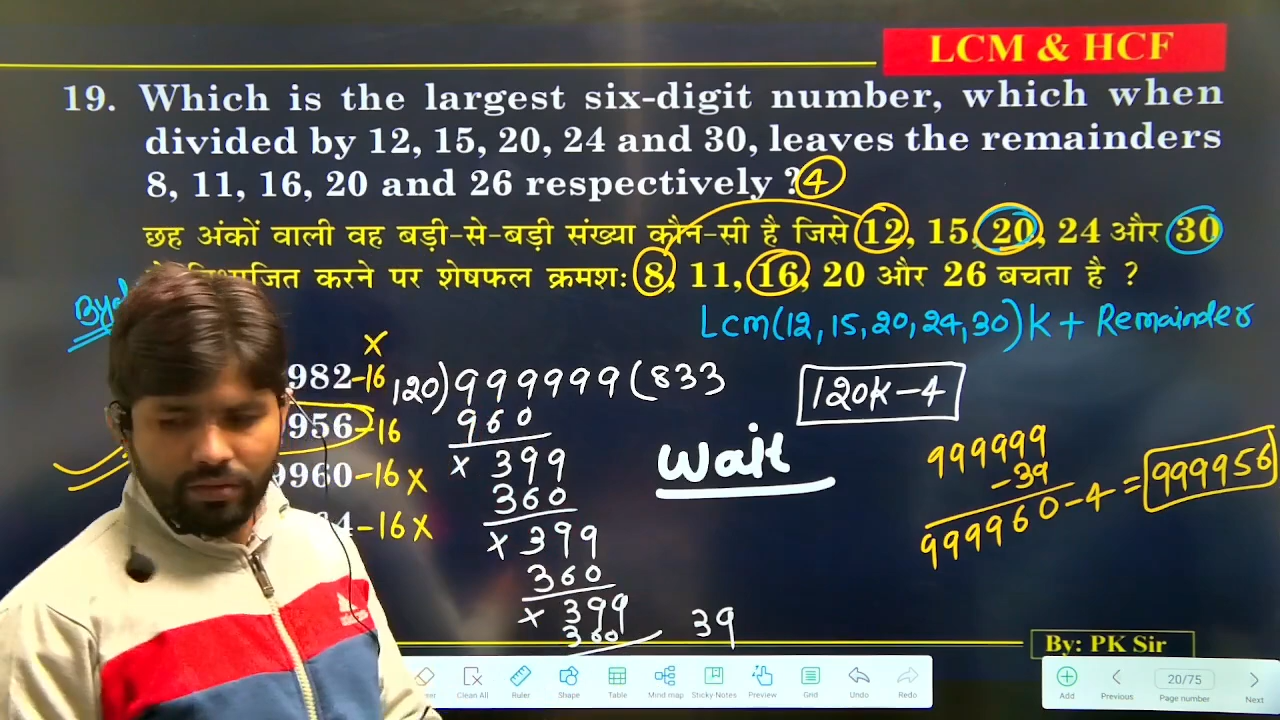 LCM & HCF
19. Which is the largest six-digit number, which when
divided by 12, 15, 20, 24 and 30, leaves the remainders
8, 11, 16, 20 and 26 respectively ? 4
छह अंकों वाली वह बड़ी-से-बड़ी संख्या कौन-सी है जिसे 12, 15, 20, 24 और 30
करने पर शेषफल क्रमशः 8, 11, 16, 20 और 26 बचता है ?
Lcm(12,15,20,24,30)K + Remainder
x
982-16
956-16
9960-16 x
4-16 x
120)999999(833
960
x 399
360
x 399
360
x 399
360
39
120K-4
Wait
999999
-39
999960-4 = 999956
By: PK Sir
Clean All
Ruler
Shape
Table
Mind map
Sticky Notes
Preview
Grid
Undo
Redo
Add
Previous
20/75
Page number
Next